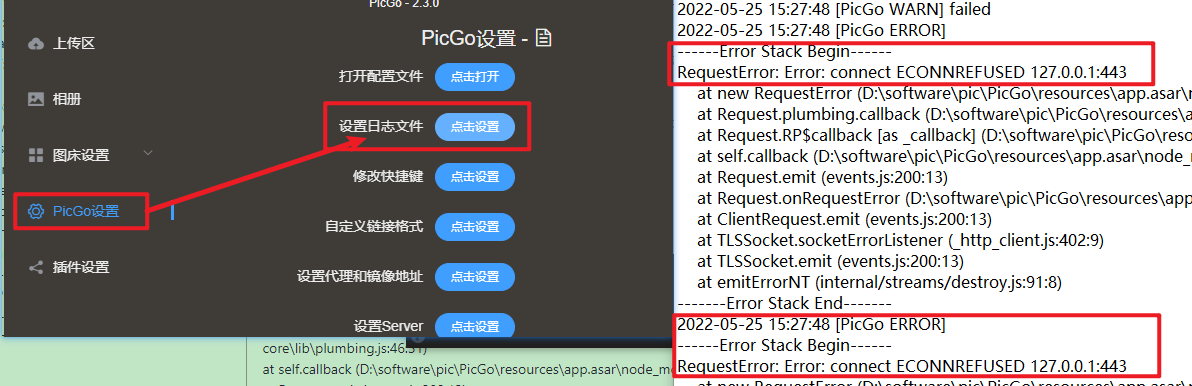 PicGo - 2.3.0
上传区
相册
图床设置
PicGo设置
插件设置
PicGo设置 -
打开配置文件 点击打开
设置日志文件 点击设置
修改快捷键 点击设置
自定义链接格式 点击设置
设置代理和镜像地址 点击设置
设置Server 点击设置
core\lib\plumbing.js:46:31)
at self.callback (D:\software\pic\PicGo\resources\app.asar\node_mo
2022-05-25 15:27:48 [PicGo WARN] failed
2022-05-25 15:27:48 [PicGo ERROR]
------Error Stack Begin------
RequestError: Error: connect ECONNREFUSED 127.0.0.1:443
at new RequestError (D:\software\pic\PicGo\resources\app.asar\n
at Request.plumbing.callback (D:\software\pic\PicGo\resources\a
at Request.RP$callback [as _callback] (D:\software\pic\PicGo\reso
at self.callback (D:\software\pic\PicGo\resources\app.asar\node_m
at Request.emit (events.js:200:13)
at Request.onRequestError (D:\software\pic\PicGo\resources\app
at ClientRequest.emit (events.js:200:13)
at TLSSocket.socketErrorListener (_http_client.js:402:9)
at TLSSocket.emit (events.js:200:13)
at emitErrorNT (internal/streams/destroy.js:91:8)
-------Error Stack End-------
2022-05-25 15:27:48 [PicGo ERROR]
------Error Stack Begin------
RequestError: Error: connect ECONNREFUSED 127.0.0.1:443
at new RequestError (D:\software\pic\PicGo\resources\app.asar\n